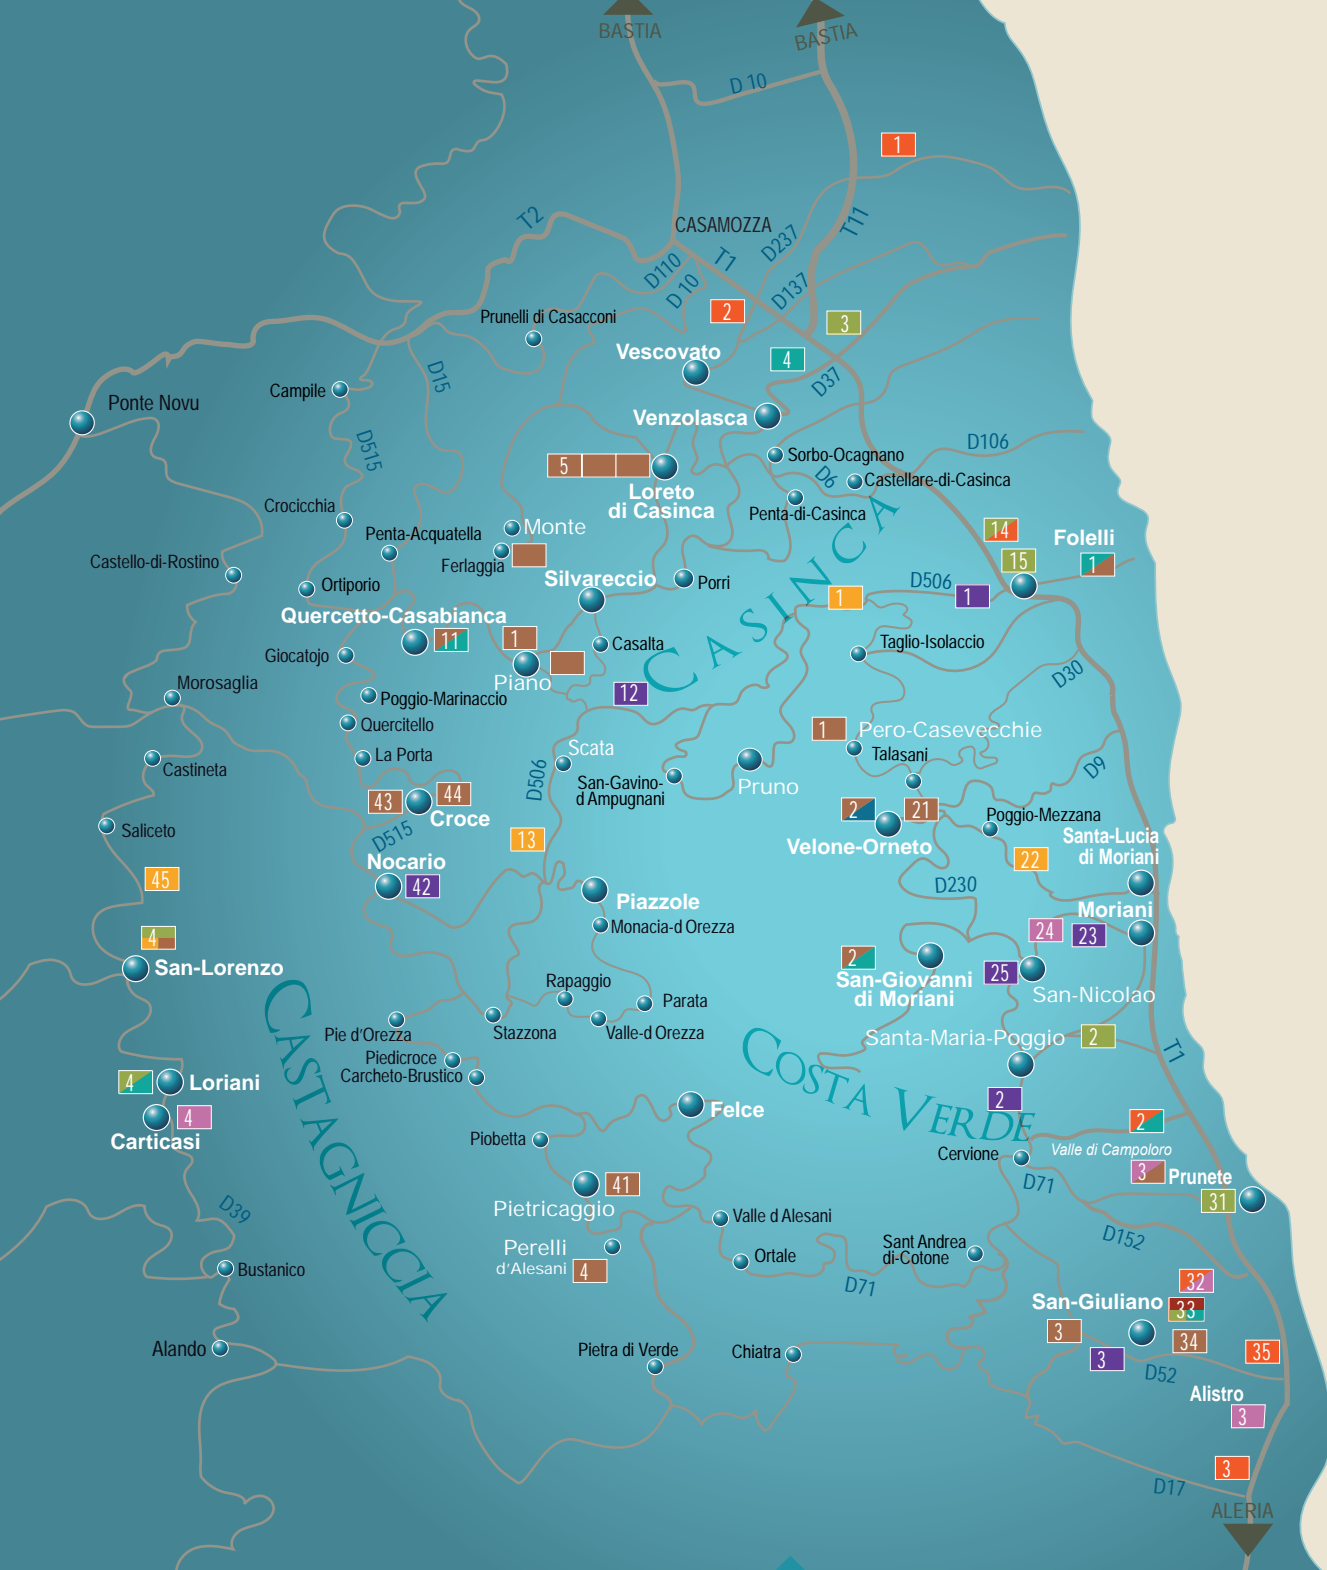 BASTIA
BASTIA
D 10
1
T2
CASAMOZZA
D237
T11
T1
D110
D 10
D137
2
3
Prunelli di Casacconi
Vescovato
4
D15
D37
Campile
Ponte Novu
Venzolasca
D515
D106
Sorbo-Ocagnano
5
D6
Castellare-di-Casinca
Loreto
di Casinca
Penta-di-Casinca
Crocicchia
Monte
14
Folelli
Penta-Acquatella
15
1
Castello-di-Rostino
Ferlaggia
Silvareccio
Porri
D506
1
1
Ortiporio
CASINCA
Quercetto-Casabianca
11
1
Casalta
Taglio-Isolaccio
Giocatojo
Piano
D30
Morosaglia
12
Poggio-Marinaccio
Quercitello
1
Pero-Casevecchie
Scata
La Porta
Talasani
Castineta
D506
San-Gavino-
d Ampugnani
Pruno
D9
43
44
Croce
2
21
Poggio-Mezzana
Saliceto
D515
13
Velone-Orneto
Santa-Lucia
di Moriani
22
Nocario
42
45
D230
Piazzole
Moriani
Monacia-d Orezza
24
23
4
San-Lorenzo
2
San-Giovanni
di Moriani
25
San-Nicolao
Rapaggio
Parata
Pie d'Orezza
Stazzona
Valle-d Orezza
Santa-Maria-Poggio
2
T1
Piedicroce
Carcheto-Brustico
CASTAGNICCIA
COSTA VERDE
4
Loriani
2
4
Carticasi
Felce
2
Piobetta
Cervione
Valle di Campoloro
3
Prunete
D71
31
41
Pietricaggio
D39
Valle d Alesani
D152
Perelli
d'Alesani
4
Ortale
Sant Andrea
di-Cotone
Bustanico
D71
32
San-Giuliano
33
3
34
35
3
Alando
Pietra di Verde
Chiatra
D52
Alistro
3
3
D17
ALERIA